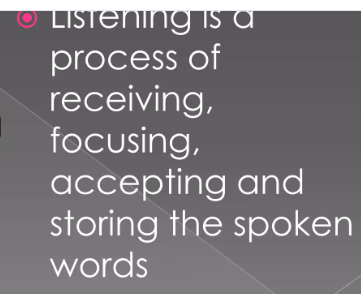 Listening is a
process of
receiving,
focusing,
accepting and
storing the spoken
words